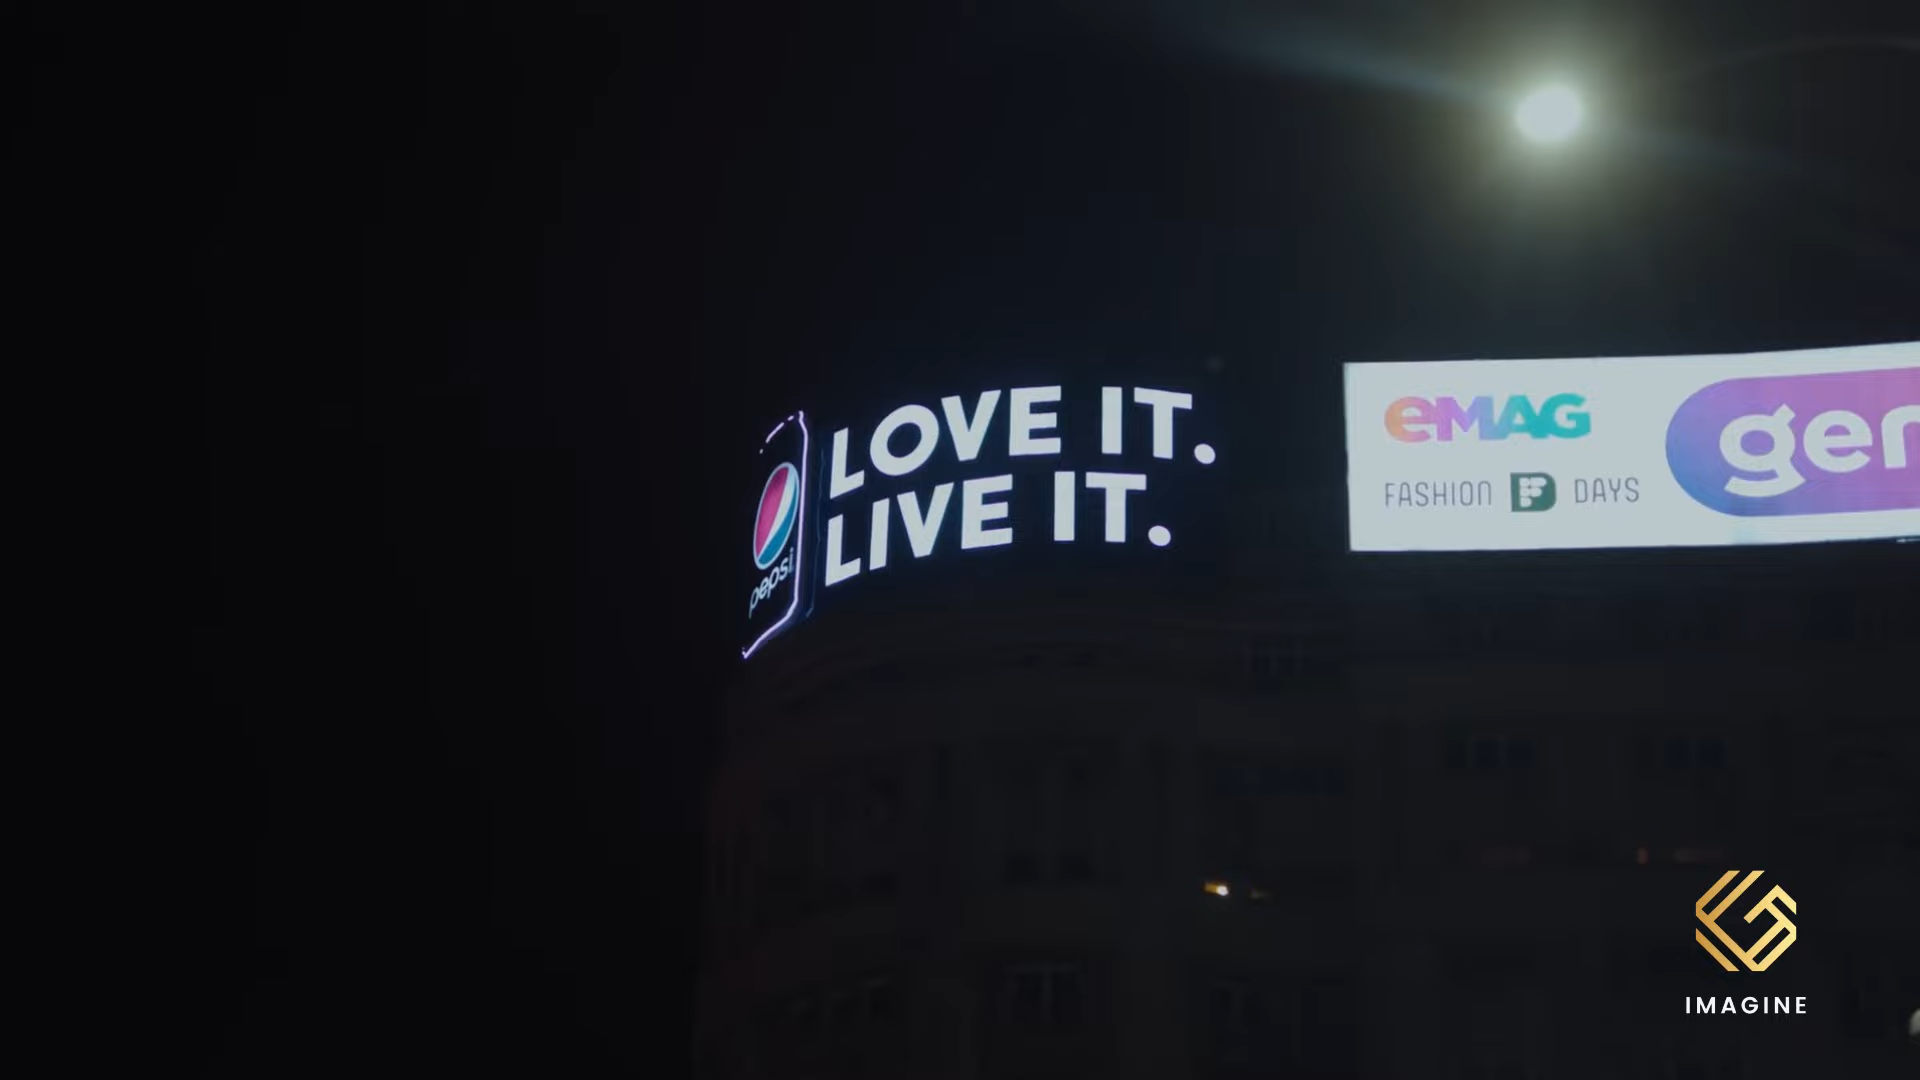 LOVE IT.
LIVE IT.
pepsi
eMAG
FASHION DAYS
IMAGINE